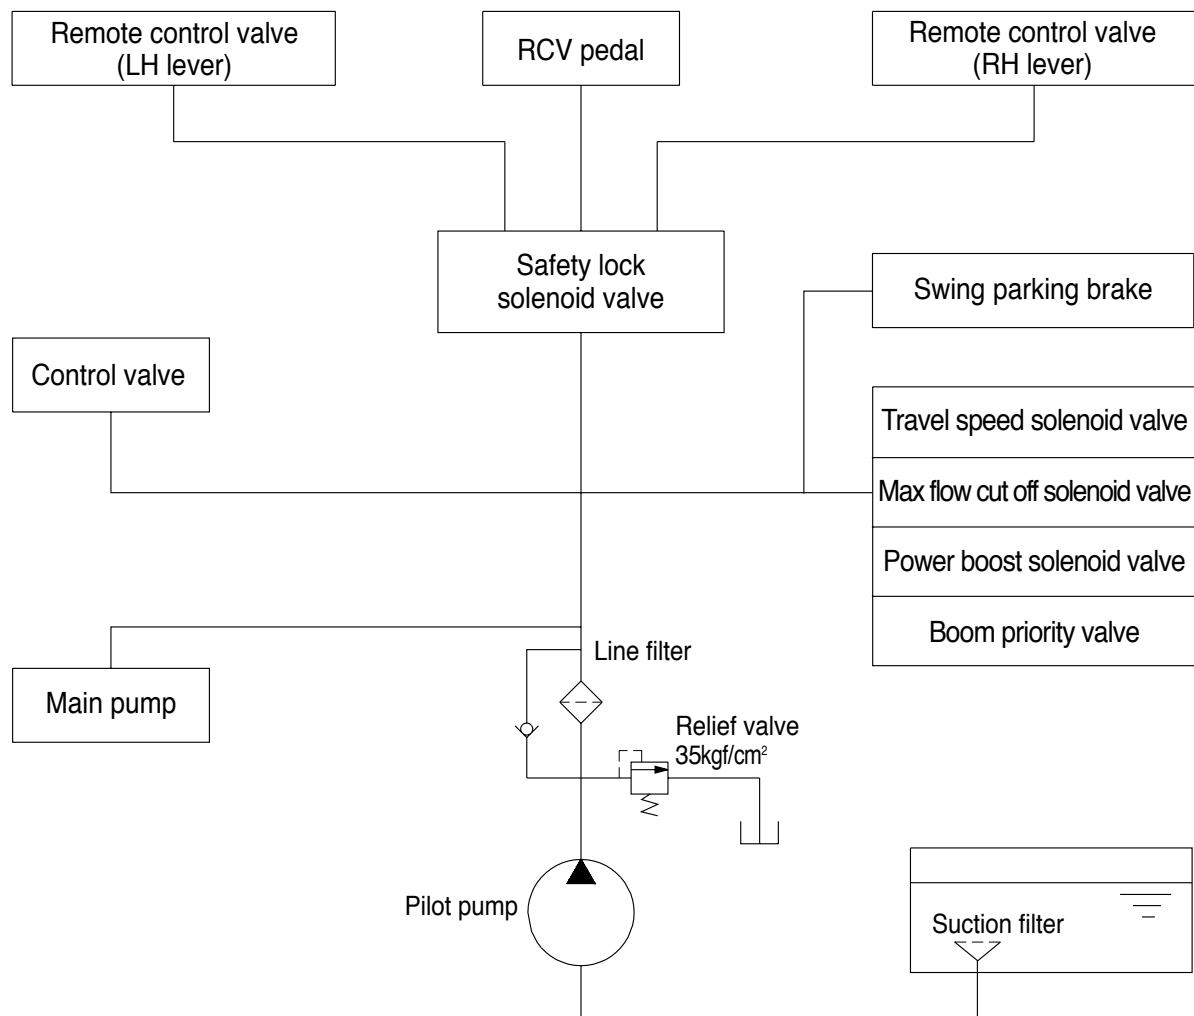 Remote control valve
(LH lever)
RCV pedal
Remote control valve
(RH lever)
Safety lock
solenoid valve
Swing parking brake
Control valve
Travel speed solenoid valve
Max flow cut off solenoid valve
Power boost solenoid valve
Boom priority valve
Main pump
Line filter
Relief valve
35kgf/cm²
Pilot pump
Suction filter